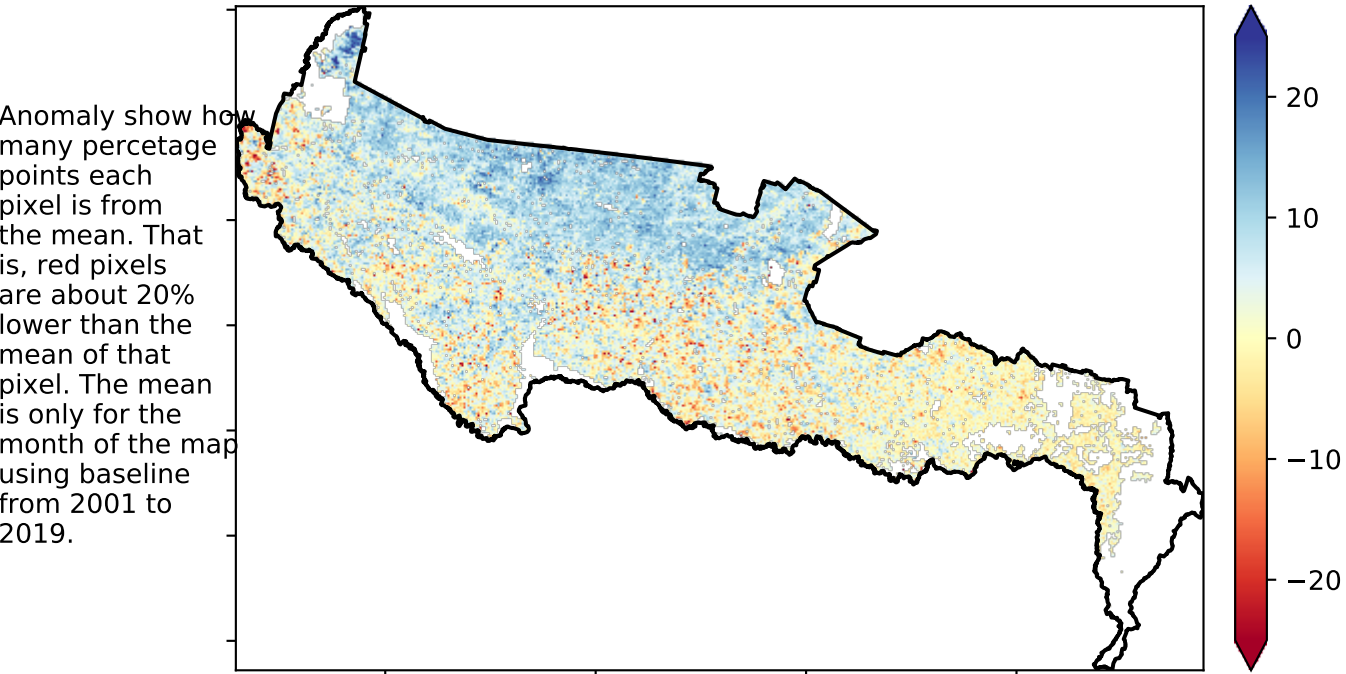 Anomaly show how
many percetage
points each
pixel is from
the mean. That
is, red pixels
are about 20%
lower than the
mean of that
pixel. The mean
is only for the
month of the map
using baseline
from 2001 to
2019.
20
10
0
−10
−20